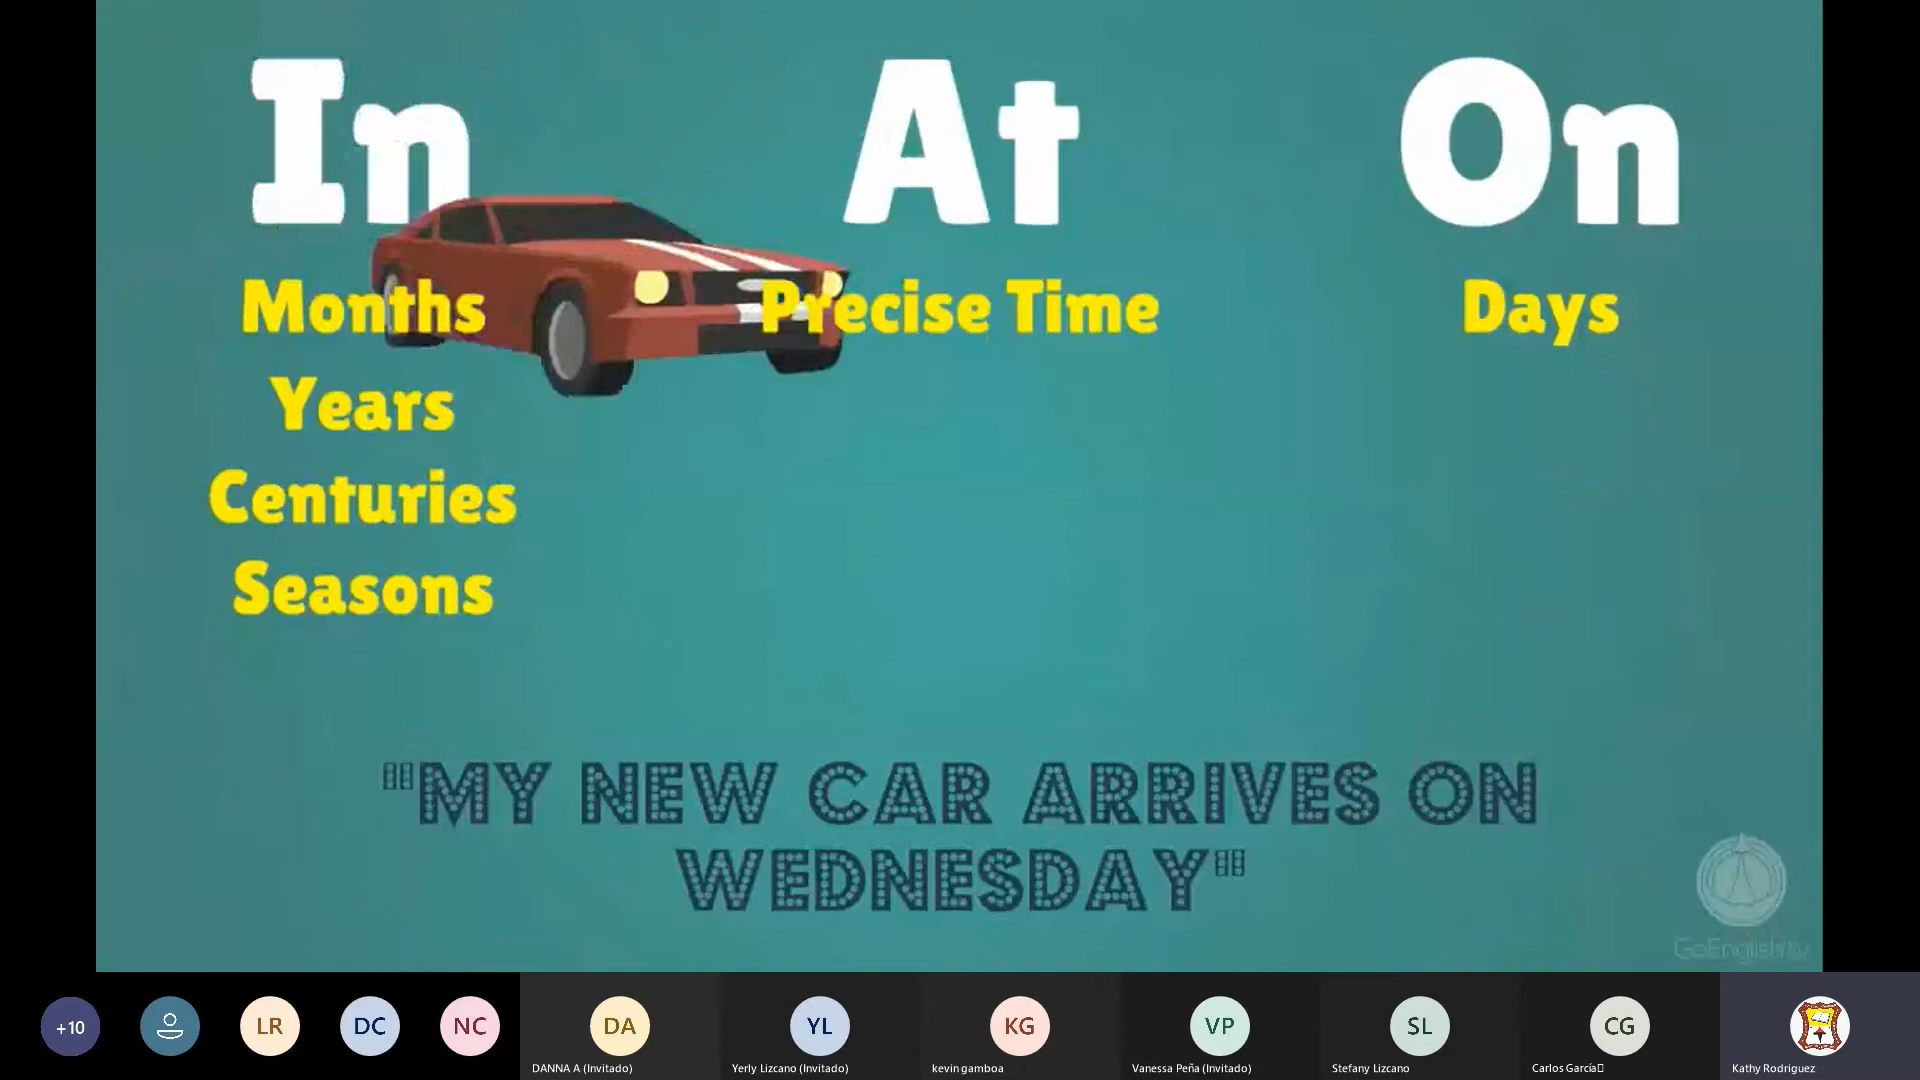 In At On
Months Precise Time Days
Years
Centuries
Seasons
"MY NEW CAR ARRIVES ON
WEDNESDAY"
GoEnglish.tv
+10 LR DC NC DA YL KG VP SL CG
DANNA A (Invitado) Yerly Lizcano (Invitado) kevin gamboa Vanessa Peña (Invitado) Stefany Lizcano Carlos García Kathy Rodriguez